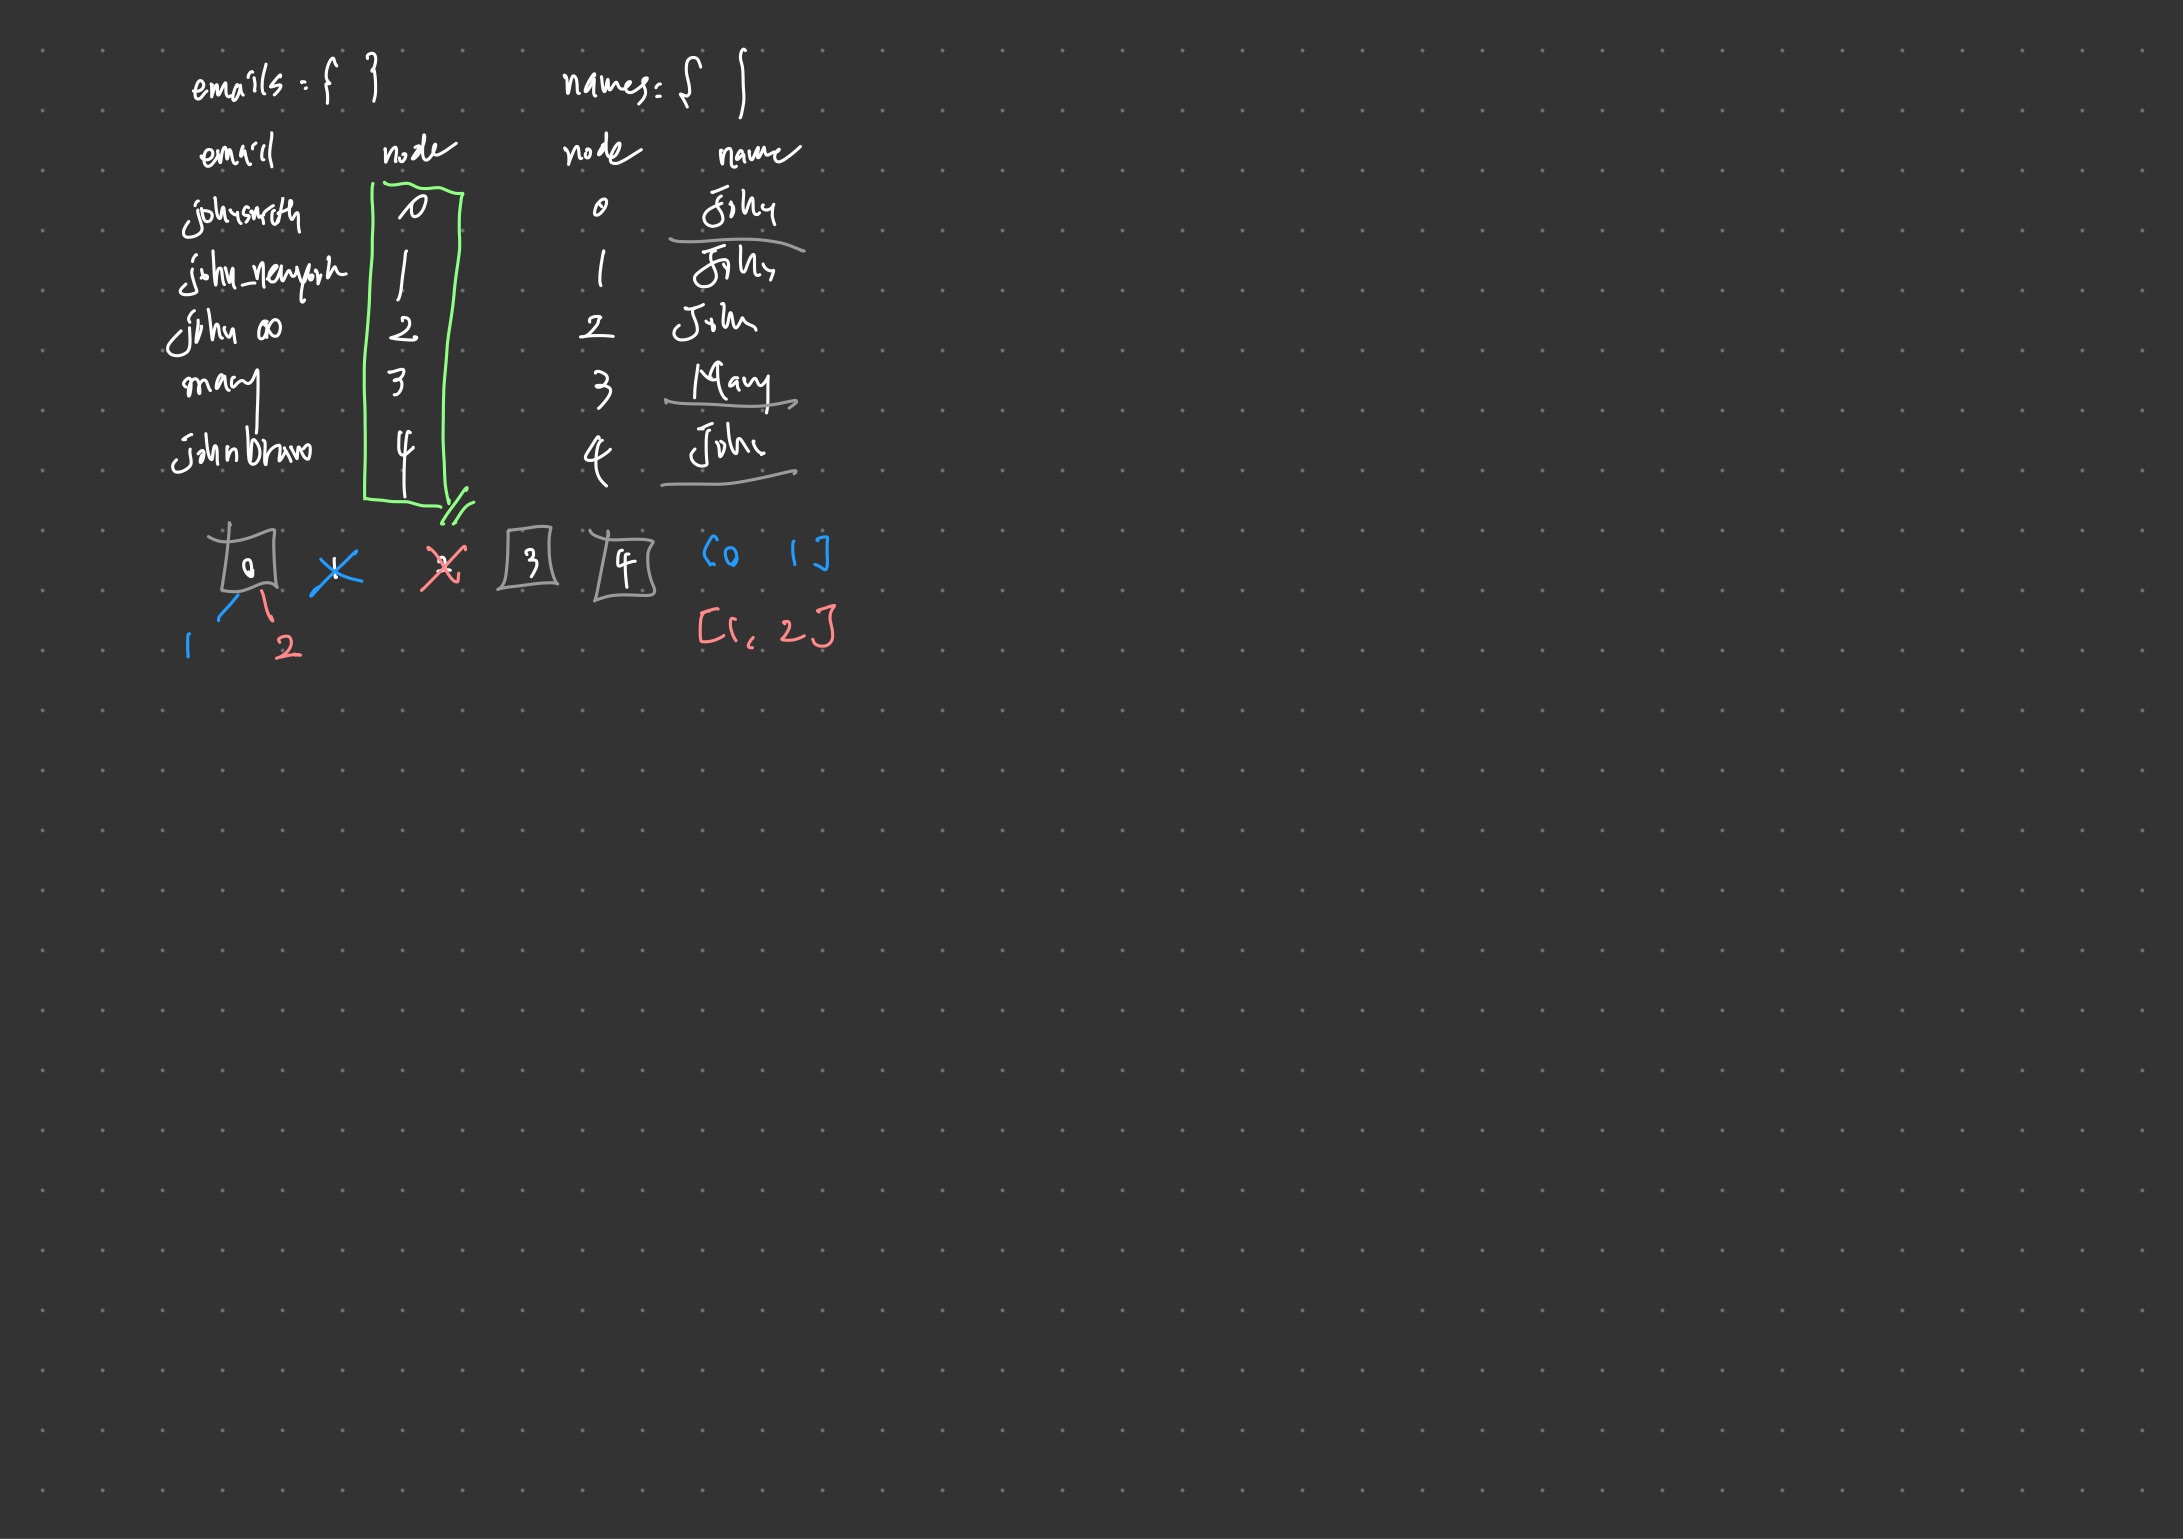 emails: { }    names: { }
email    node    node    name
johnsmith    0    0    John
john_newyork    1    1    John
john 00    2    2    John
mary    3    3    Mary
johnbravo    4    4    John
0    1    2    3    4    [0 1]
1    2    [1, 2]